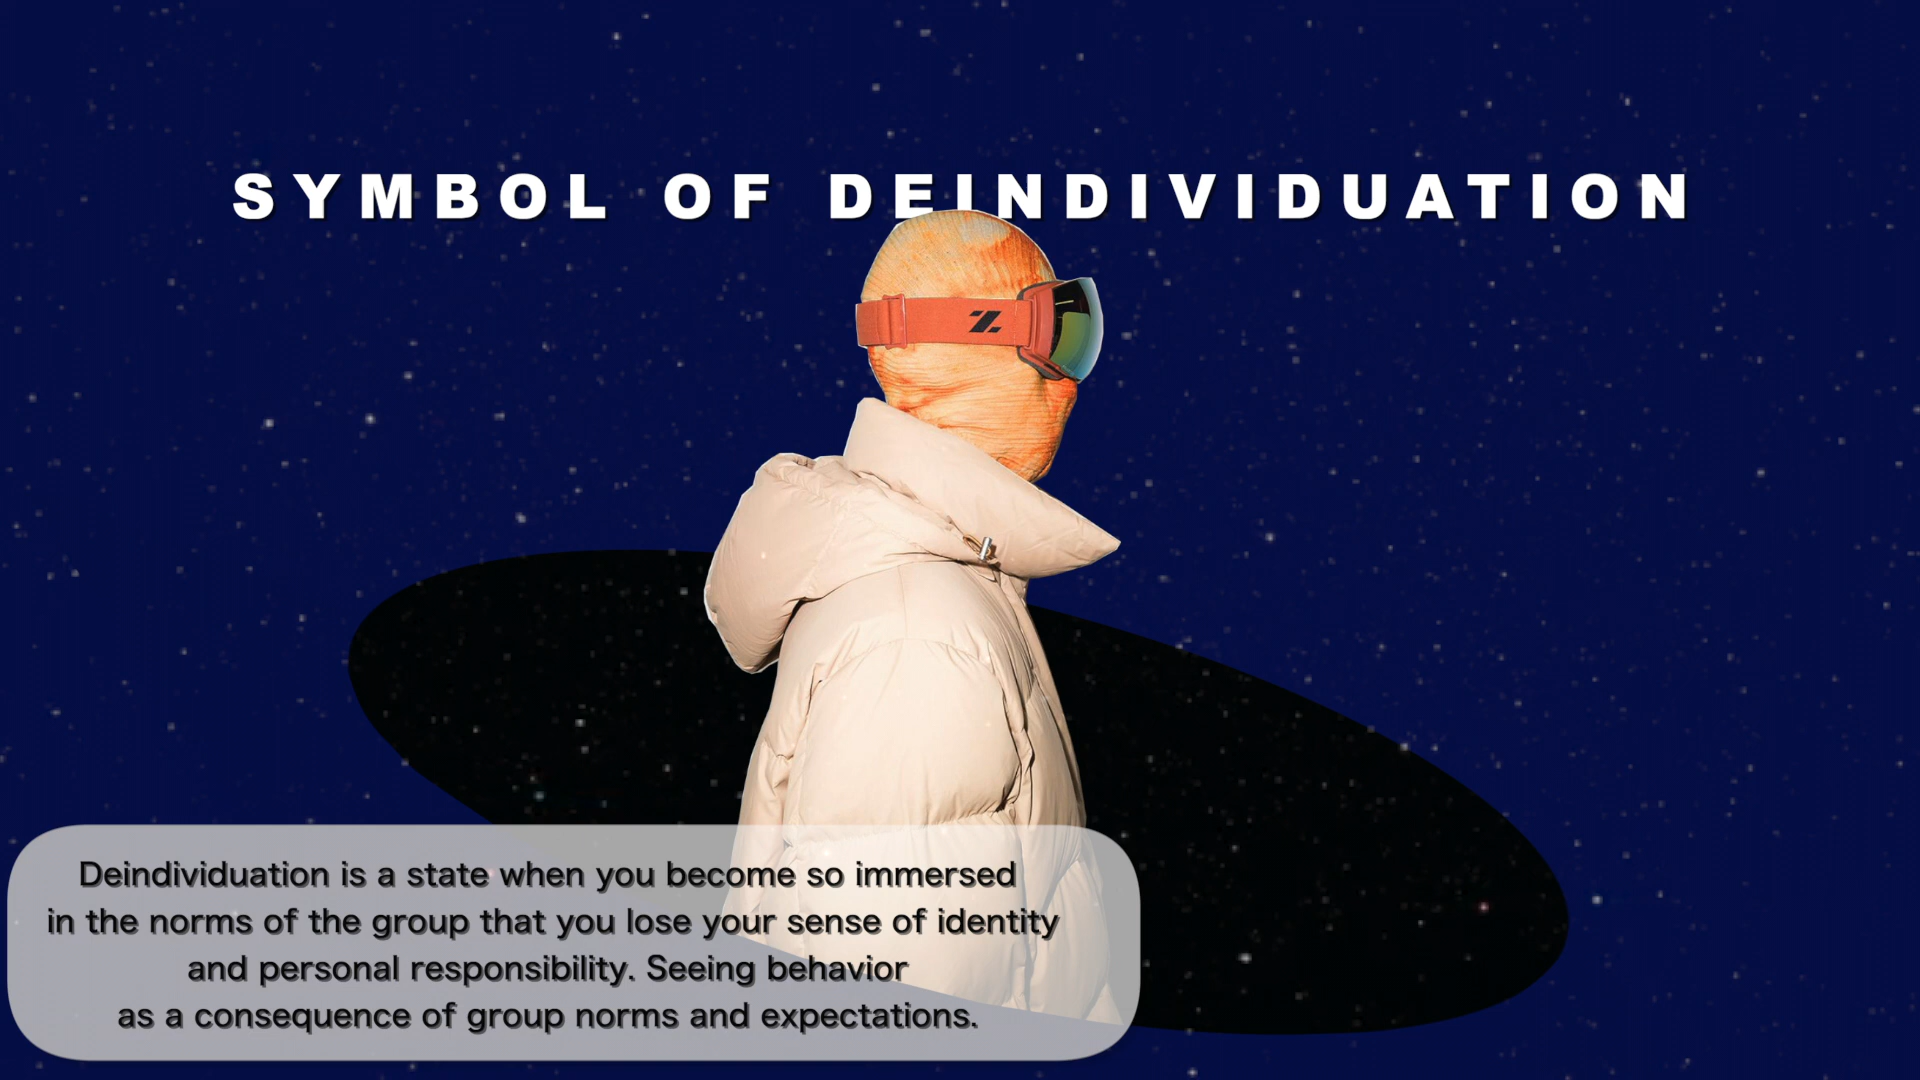 SYMBOL OF DEINDIVIDUATION
Z
Deindividuation is a state when you become so immersed
in the norms of the group that you lose your sense of identity
and personal responsibility. Seeing behavior
as a consequence of group norms and expectations.